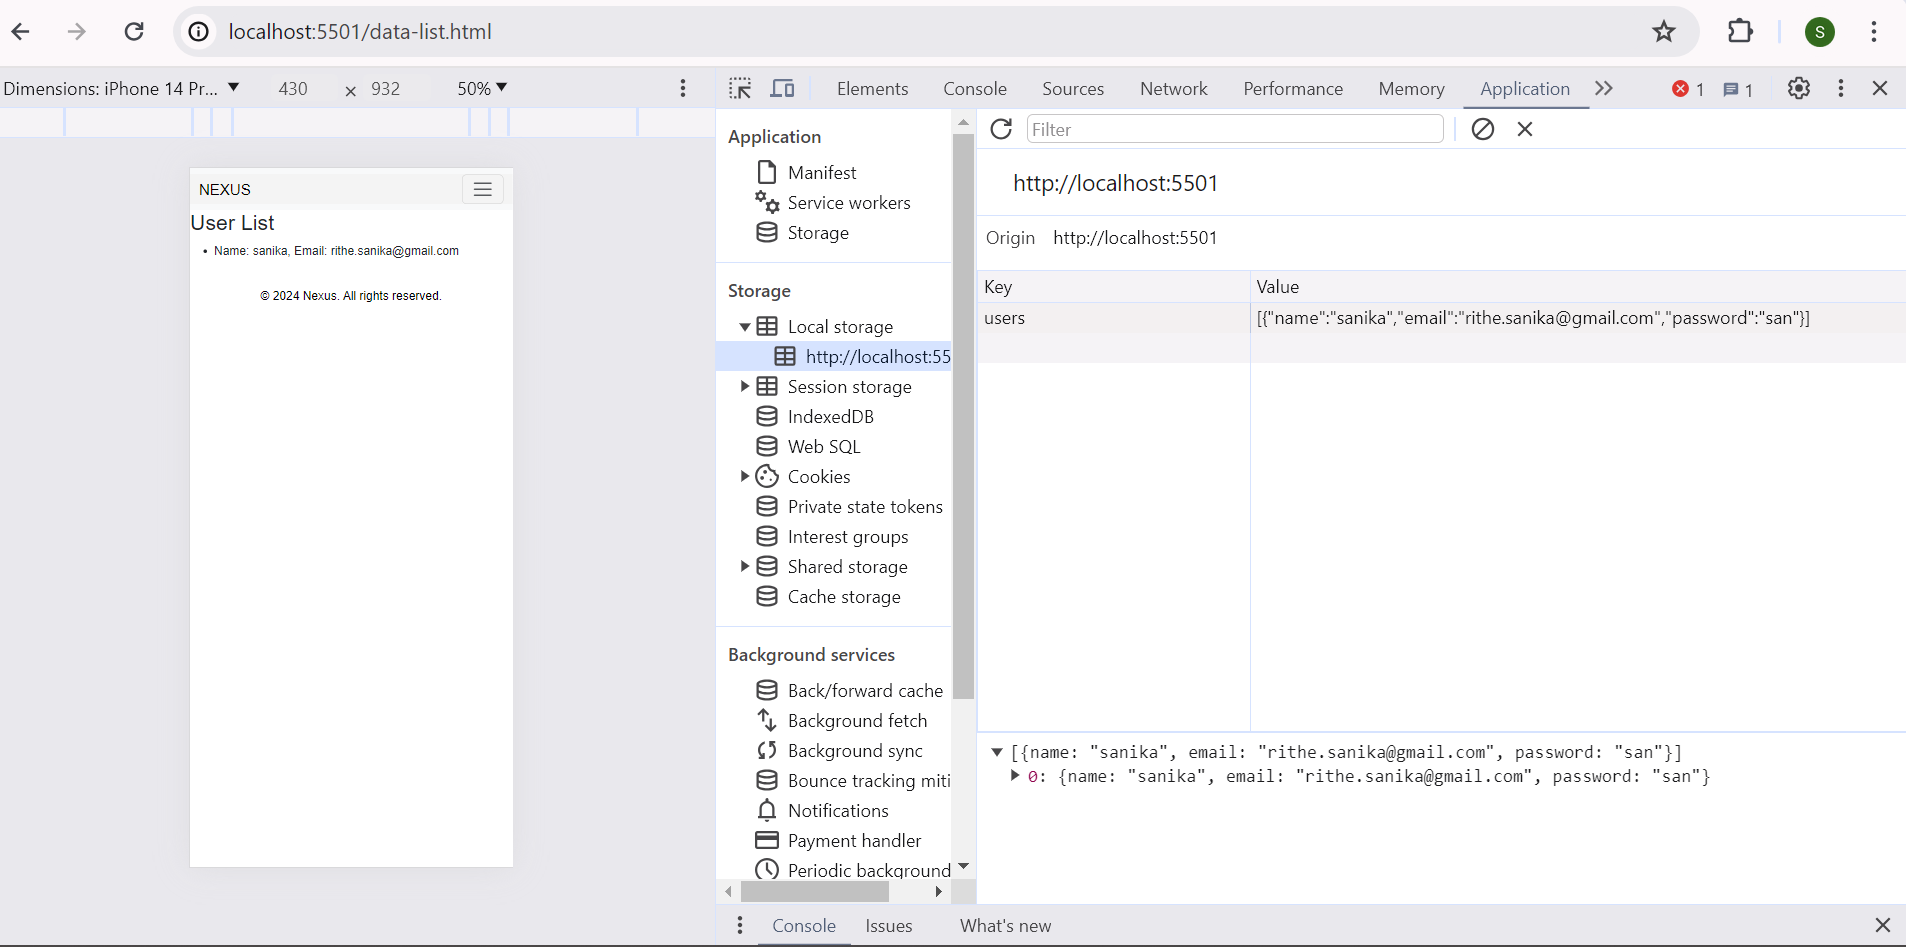 localhost:5501/data-list.html
S
Dimensions: iPhone 14 Pr... 430 × 932 50%
Elements Console Sources Network Performance Memory Application 1 1
NEXUS
User List
• Name: sanika, Email: rithe.sanika@gmail.com
© 2024 Nexus. All rights reserved.
Application
Manifest
Service workers
Storage
Storage
Local storage
http://localhost:55
Session storage
IndexedDB
Web SQL
Cookies
Private state tokens
Interest groups
Shared storage
Cache storage
Background services
Back/forward cache
Background fetch
Background sync
Bounce tracking miti
Notifications
Payment handler
Periodic background
Filter
http://localhost:5501
Origin http://localhost:5501
Key Value
users [{"name":"sanika","email":"rithe.sanika@gmail.com","password":"san"}]
[{name: "sanika", email: "rithe.sanika@gmail.com", password: "san"}]
0: {name: "sanika", email: "rithe.sanika@gmail.com", password: "san"}
Console Issues What's new